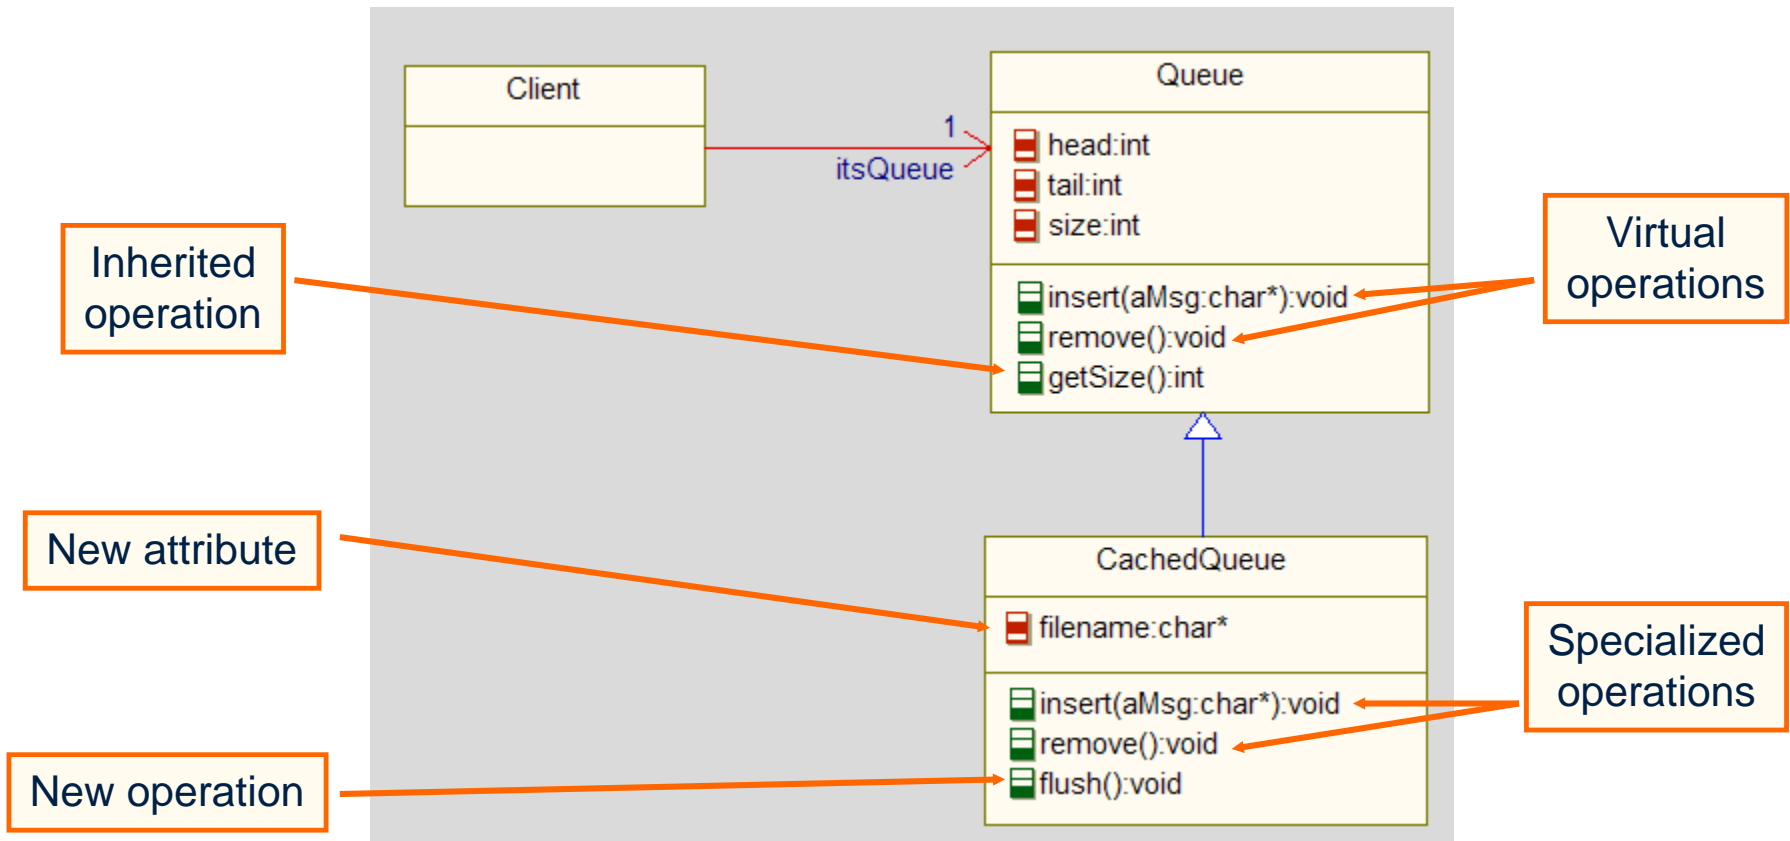 Client
1
itsQueue
Queue
head:int
tail:int
size:int
insert(aMsg:char*):void
remove():void
getSize():int
Inherited
operation
Virtual
operations
New attribute
CachedQueue
filename:char*
insert(aMsg:char*):void
remove():void
flush():void
Specialized
operations
New operation